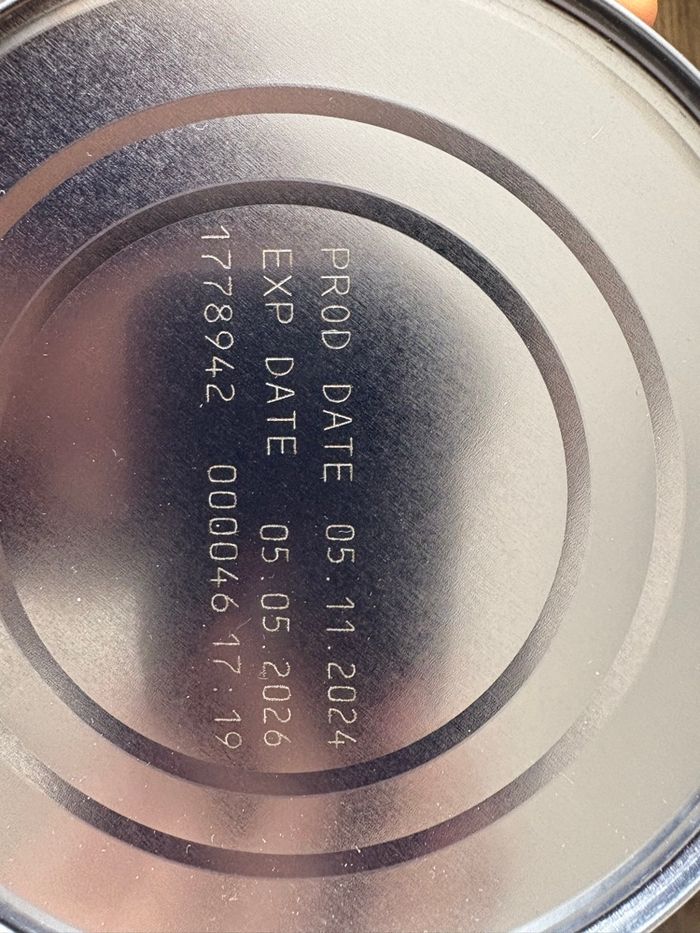 PROD DATE 05.11.2024
EXP DATE 05.05.2026
1778942 000046 17:19